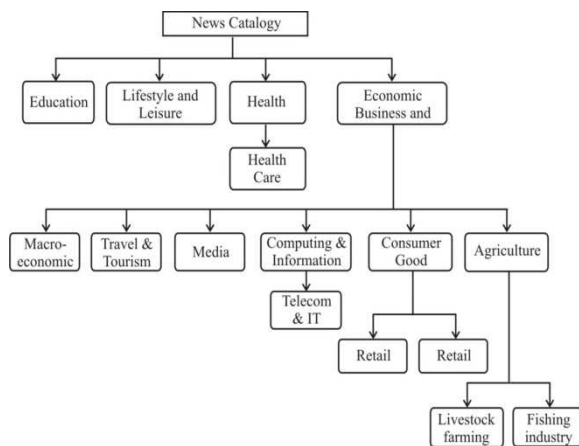 News Catalogy
Education
Lifestyle and
Leisure
Health
Economic
Business and
Health
Care
Macro-
economic
Travel &
Tourism
Media
Computing &
Information
Consumer
Good
Agriculture
Telecom
& IT
Retail
Retail
Livestock
farming
Fishing
industry